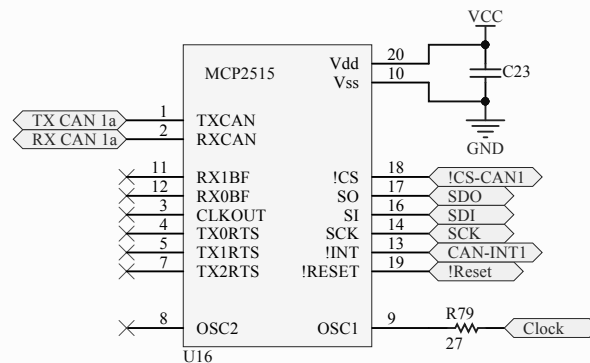 VCC
20
Vdd
MCP2515
10
C23
Vss
1
TX CAN 1a
TXCAN
2
RX CAN 1a
RXCAN
GND
11
RX1BF
!CS
18
!CS-CAN1
12
RX0BF
SO
17
SDO
3
CLKOUT
SI
16
SDI
4
TX0RTS
SCK
14
SCK
5
TX1RTS
!INT
13
CAN-INT1
7
TX2RTS
!RESET
19
!Reset
8
OSC2
OSC1
9
R79
27
Clock
U16